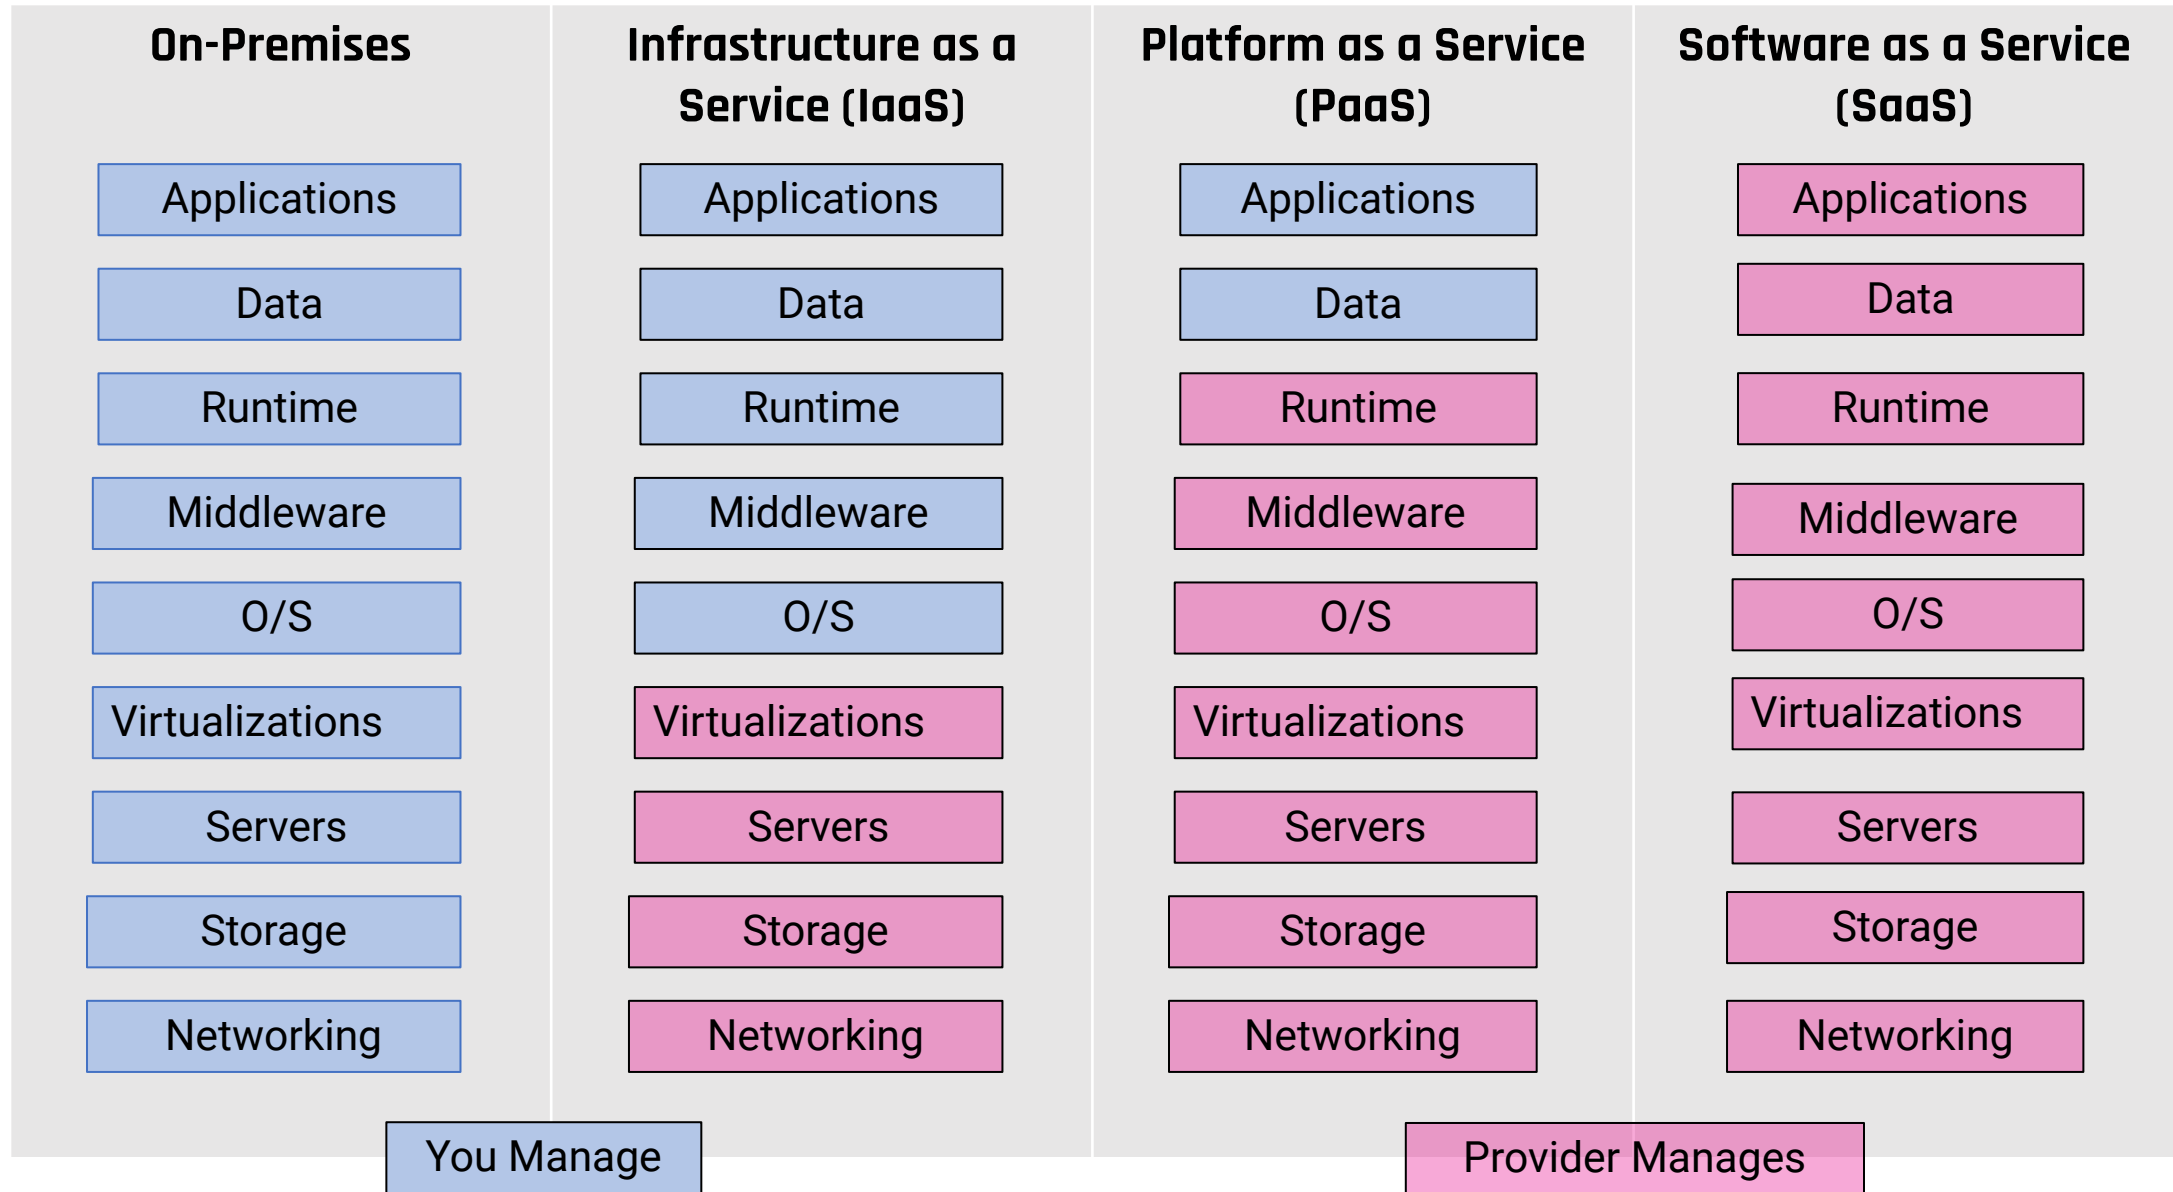 On-Premises
Infrastructure as a
Service (IaaS)
Platform as a Service
(PaaS)
Software as a Service
(SaaS)
Applications
Data
Runtime
Middleware
O/S
Virtualizations
Servers
Storage
Networking
Applications
Data
Runtime
Middleware
O/S
Virtualizations
Servers
Storage
Networking
Applications
Data
Runtime
Middleware
O/S
Virtualizations
Servers
Storage
Networking
Applications
Data
Runtime
Middleware
O/S
Virtualizations
Servers
Storage
Networking
You Manage
Provider Manages